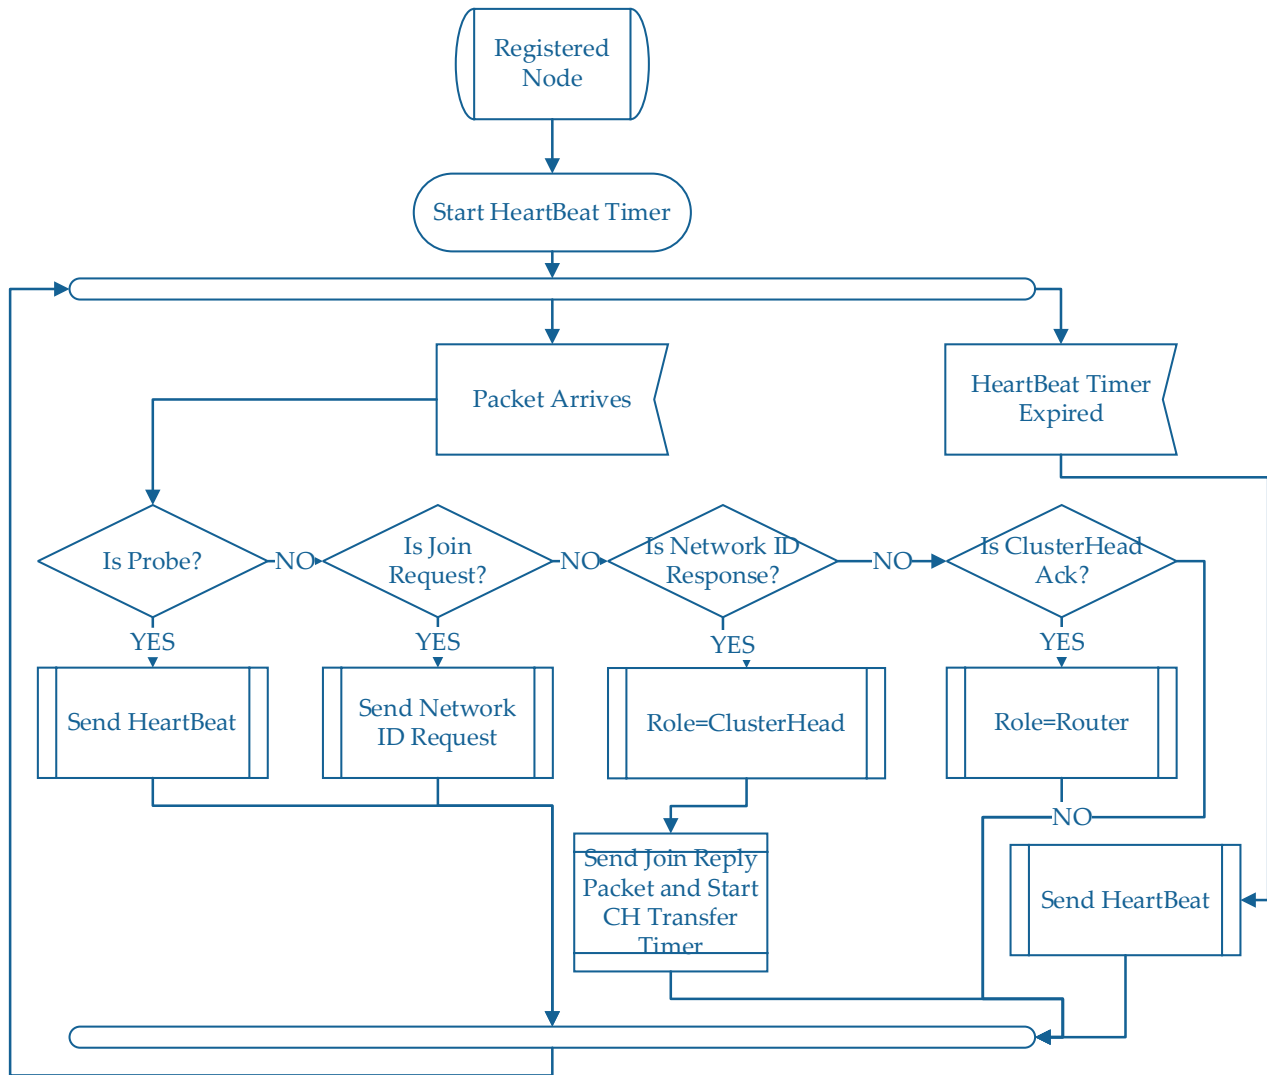 Registered
Node
Start HeartBeat Timer
Packet Arrives
HeartBeat Timer
Expired
Is Probe?
NO
Is Join
Request?
NO
Is Network ID
Response?
NO
Is ClusterHead
Ack?
YES
YES
YES
YES
Send HeartBeat
Send Network
ID Request
Role=ClusterHead
Role=Router
NO
Send Join Reply
Packet and Start
CH Transfer
Timer
Send HeartBeat